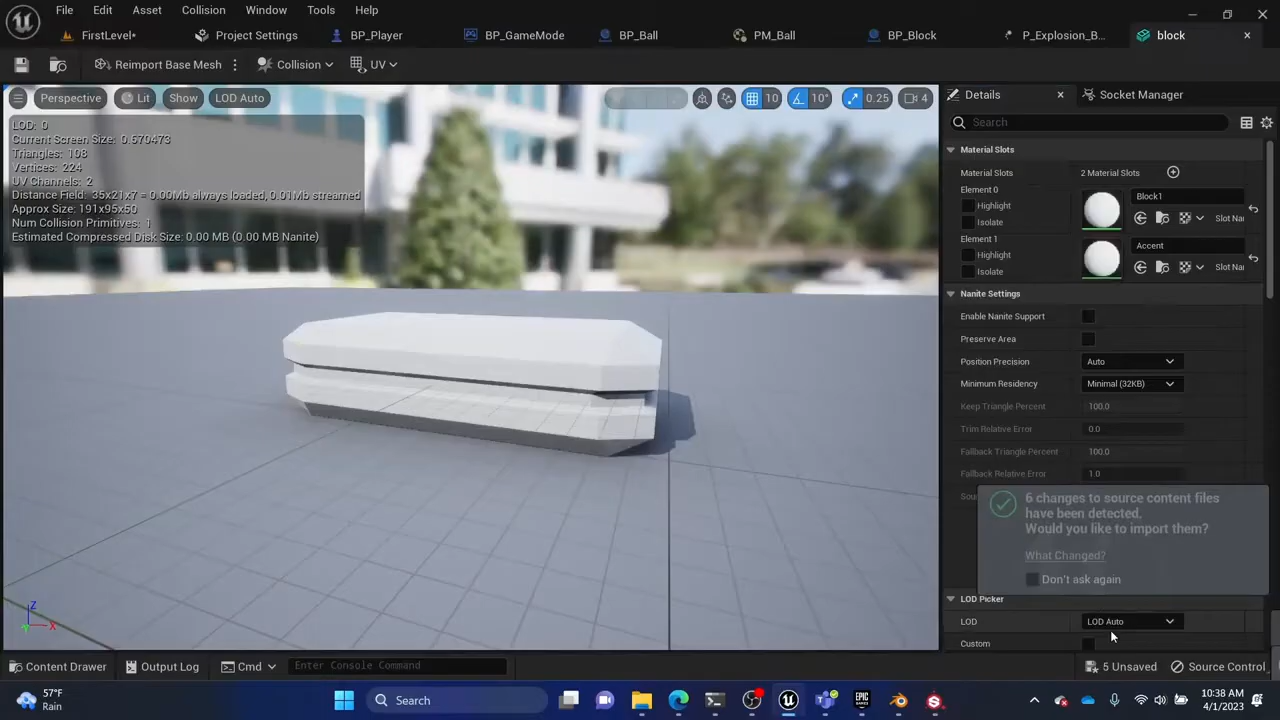 File Edit Asset Collision Window Tools Help
FirstLevel* Project Settings BP_Player BP_GameMode BP_Ball PM_Ball BP_Block P_Explosion_B... block
Reimport Base Mesh Collision UV
Perspective Lit Show LOD Auto 10 10° 0.25 4
LOD: 0
Current Screen Size: 0.670473
Triangles: 108
Vertices: 224
UV Channels: 2
Distance Field: 35x21x7 = 0.00Mb always loaded, 0.01Mb streamed
Approx Size: 191x95x50
Num Collision Primitives: 1
Estimated Compressed Disk Size: 0.00 MB (0.00 MB Nanite)
Z
X
Details Socket Manager
Search
Material Slots
Material Slots 2 Material Slots
Element 0
Highlight
Isolate
Block1
Slot Na
Element 1
Highlight
Isolate
Accent
Slot Na
Nanite Settings
Enable Nanite Support
Preserve Area
Position Precision Auto
Minimum Residency Minimal (32KB)
Keep Triangle Percent 100.0
Trim Relative Error 0.0
Fallback Triangle Percent 100.0
Fallback Relative Error 1.0
6 changes to source content files
have been detected.
Would you like to import them?
What Changed?
Don't ask again
LOD Picker
LOD LOD Auto
Custom
Content Drawer Output Log Cmd Enter Console Command 5 Unsaved Source Control
57°F
Rain
Search
EPIC
GAMES
10:38 AM
4/1/2023